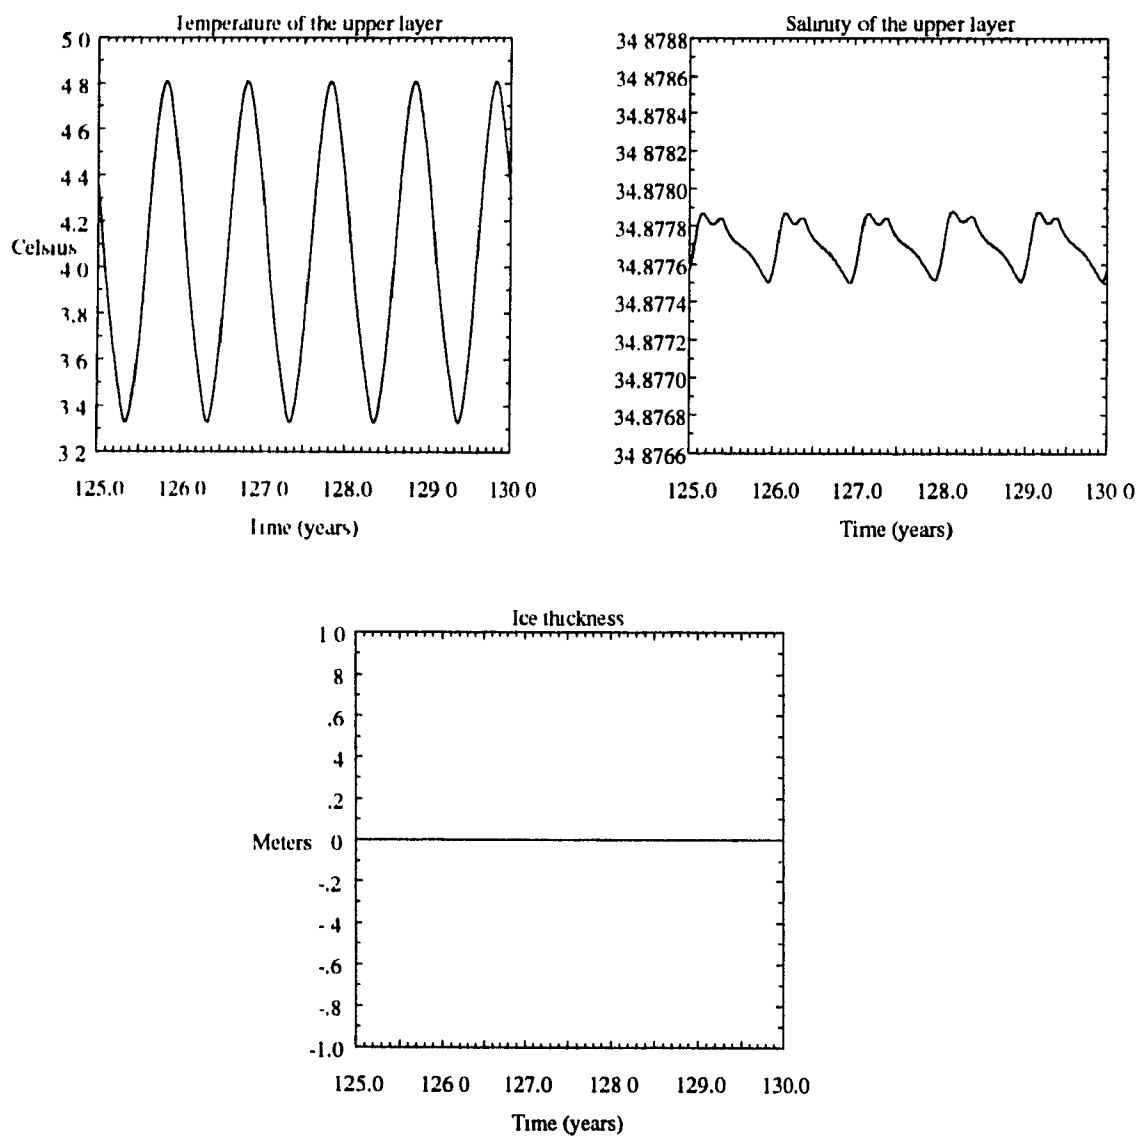 Temperature of the upper layer
5 0
4 8
4 6
4 4
4.2
Celsius
4 0
3.8
3 6
3 4
3 2
125.0 126 0 127 0 128.0 129 0 130 0
Time (years)
Salinity of the upper layer
34 8788
34 8786
34 8784
34 8782
34.8780
34.8778
34.8776
34.8774
34.8772
34.8770
34.8768
34 8766
125.0 126.0 127.0 128.0 129.0 130 0
Time (years)
Ice thickness
1 0
8
.6
4
.2
Meters 0
-.2
- 4
-.6
-.8
-1.0
125.0 126 0 127.0 128 0 129.0 130.0
Time (years)